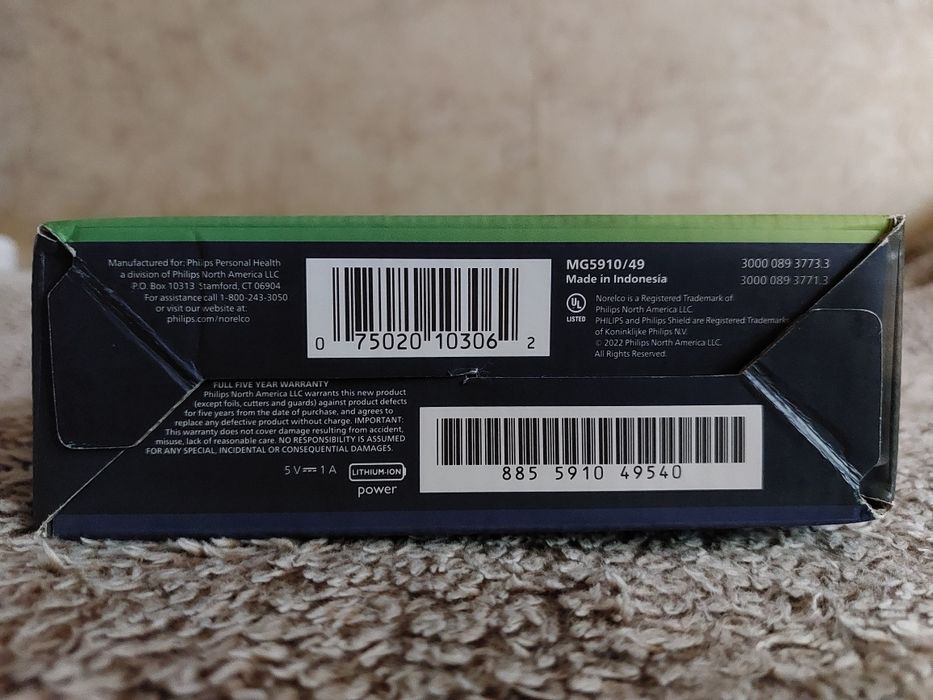 Manufactured for: Philips Personal Health
a division of Philips North America LLC
P.O. Box 10313 Stamford, CT 06904
For assistance call 1-800-243-3050
or visit our website at:
philips.com/norelco
0 75020 10306 2
MG5910/49
Made in Indonesia
3000 089 3773.3
3000 089 3771.3
UL
LISTED
Norelco is a Registered Trademark of
Philips North America LLC.
PHILIPS and Philips Shield are Registered Trademarks
of Koninklijke Philips N.V.
© 2022 Philips North America LLC.
All Rights Reserved.
FULL FIVE YEAR WARRANTY
Philips North America LLC warrants this new product
(except foils, cutters and guards) against product defects
for five years from the date of purchase, and agrees to
replace any defective product without cost. IMPORTANT:
This warranty does not cover damage resulting from accident,
misuse, lack of reasonable care. NO RESPONSIBILITY IS ASSUMED
FOR ANY SPECIAL, INCIDENTAL OR CONSEQUENTIAL DAMAGES.
5 V⎓ 1 A
LITHIUM-ION
power
885 5910 49540